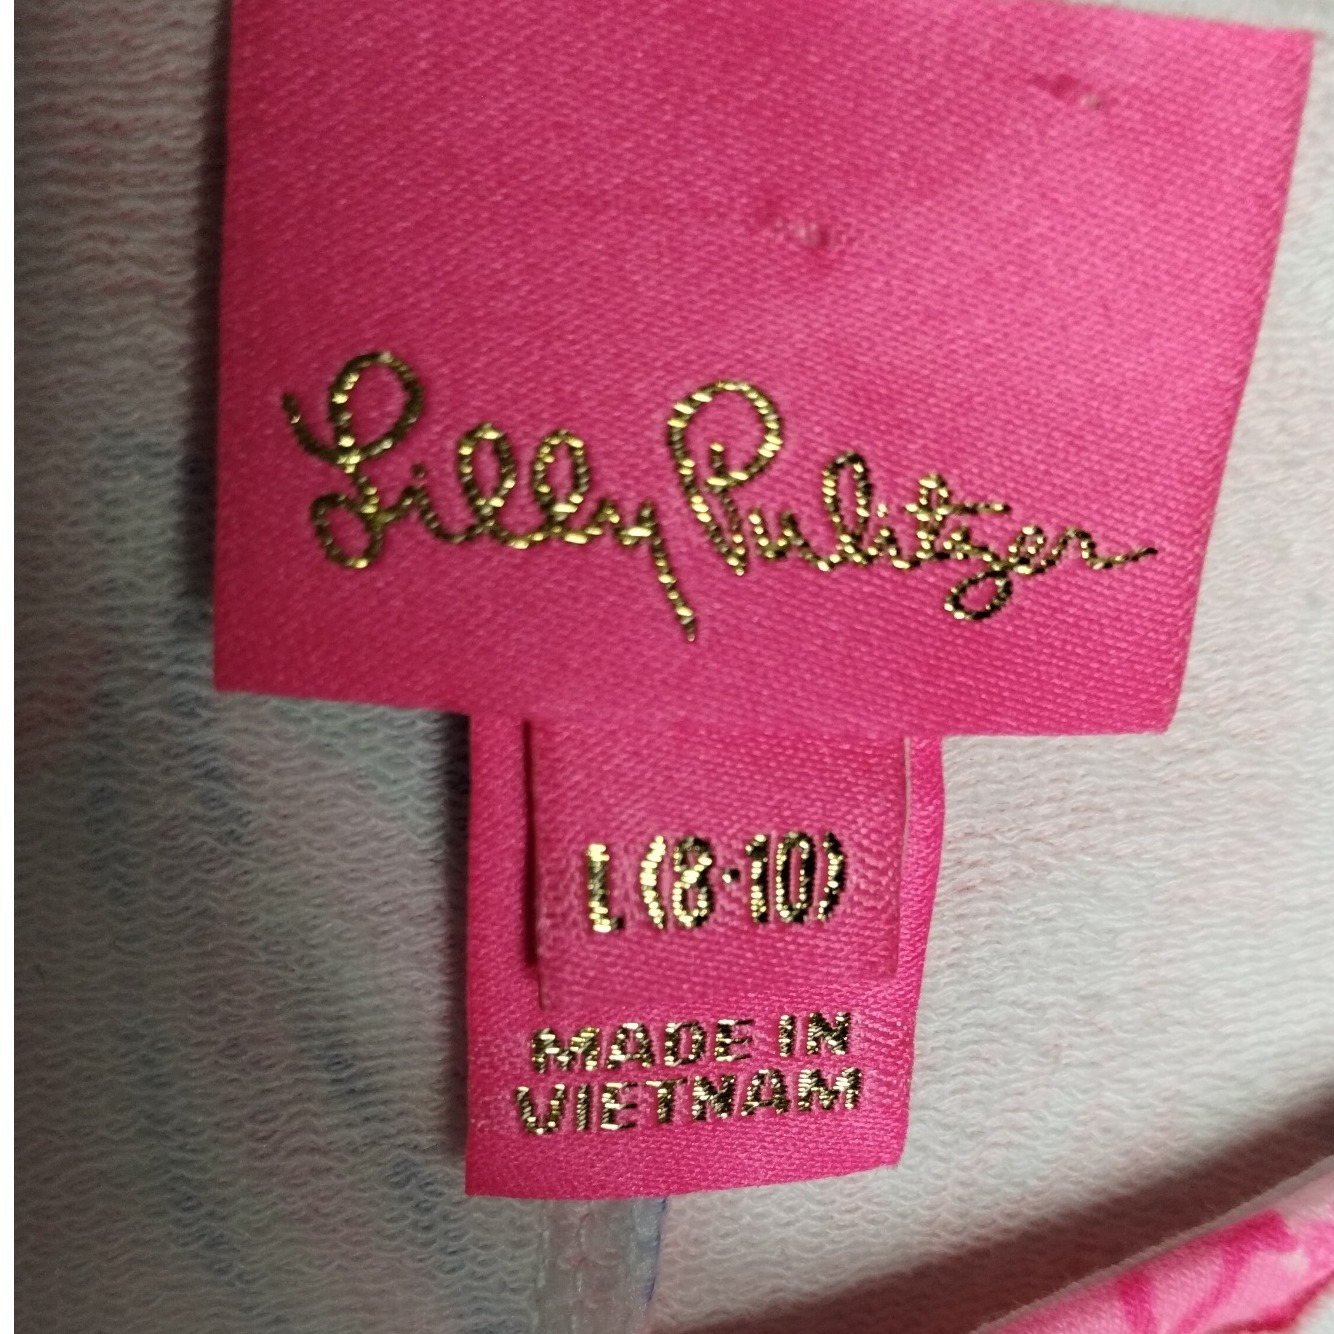 Lilly Pulitzer
L (8-10)
MADE IN
VIETNAM